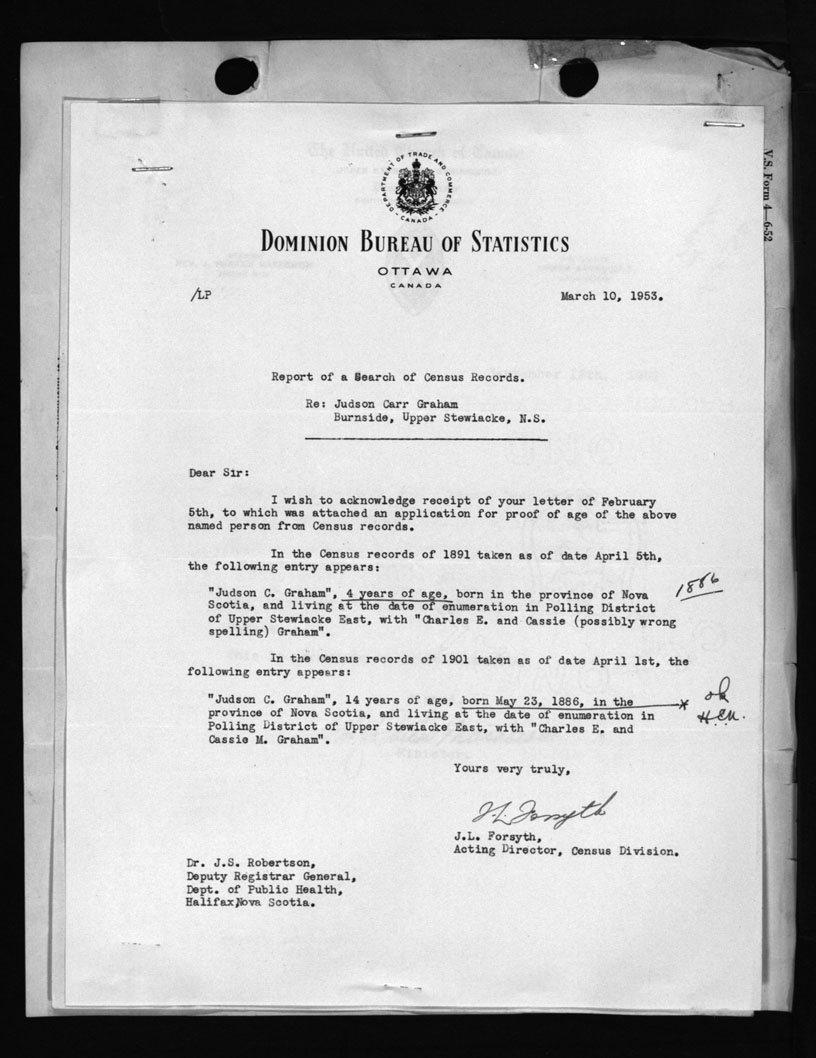 V.S. Form 4—6-52
DEPARTMENT OF TRADE AND COMMERCE
- CANADA -
DOMINION BUREAU OF STATISTICS
OTTAWA
CANADA
/LP
March 10, 1953.
Report of a Search of Census Records.
Re: Judson Carr Graham
Burnside, Upper Stewiacke, N.S.
Dear Sir:
I wish to acknowledge receipt of your letter of February
5th, to which was attached an application for proof of age of the above
named person from Census records.
In the Census records of 1891 taken as of date April 5th,
the following entry appears:
"Judson C. Graham", 4 years of age, born in the province of Nova
Scotia, and living at the date of enumeration in Polling District
of Upper Stewiacke East, with "Charles E. and Cassie (possibly wrong
spelling) Graham".
1886
In the Census records of 1901 taken as of date April 1st, the
following entry appears:
"Judson C. Graham", 14 years of age, born May 23, 1886, in the
province of Nova Scotia, and living at the date of enumeration in
Polling District of Upper Stewiacke East, with "Charles E. and
Cassie M. Graham".
ok
Yours very truly,
J.L. Forsyth
J.L. Forsyth,
Acting Director, Census Division.
Dr. J.S. Robertson,
Deputy Registrar General,
Dept. of Public Health,
Halifax,Nova Scotia.